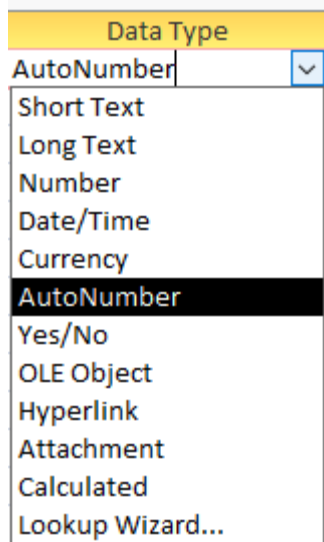 Data Type
AutoNumber
Short Text
Long Text
Number
Date/Time
Currency
AutoNumber
Yes/No
OLE Object
Hyperlink
Attachment
Calculated
Lookup Wizard...